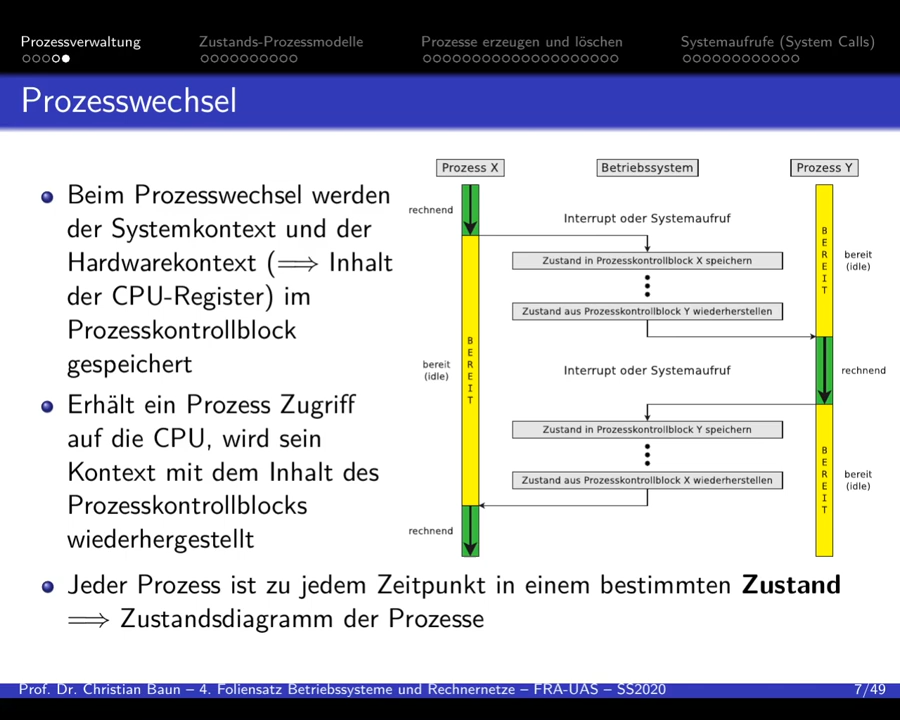 Prozessverwaltung
Zustands-Prozessmodelle
Prozesse erzeugen und löschen
Systemaufrufe (System Calls)
Prozesswechsel
Beim Prozesswechsel werden
der Systemkontext und der
Hardwarekontext (⟹ Inhalt
der CPU-Register) im
Prozesskontrollblock
gespeichert
Erhält ein Prozess Zugriff
auf die CPU, wird sein
Kontext mit dem Inhalt des
Prozesskontrollblocks
wiederhergestellt
Prozess X
Betriebssystem
Prozess Y
rechnend
Interrupt oder Systemaufruf
BEREIT
bereit
(idle)
Zustand in Prozesskontrollblock X speichern
Zustand aus Prozesskontrollblock Y wiederherstellen
bereit
(idle)
BEREIT
Interrupt oder Systemaufruf
rechnend
Zustand in Prozesskontrollblock Y speichern
BEREIT
bereit
(idle)
Zustand aus Prozesskontrollblock X wiederherstellen
rechnend
Jeder Prozess ist zu jedem Zeitpunkt in einem bestimmten Zustand
⟹ Zustandsdiagramm der Prozesse
Prof. Dr. Christian Baun – 4. Foliensatz Betriebssysteme und Rechnernetze – FRA-UAS – SS2020
7/49